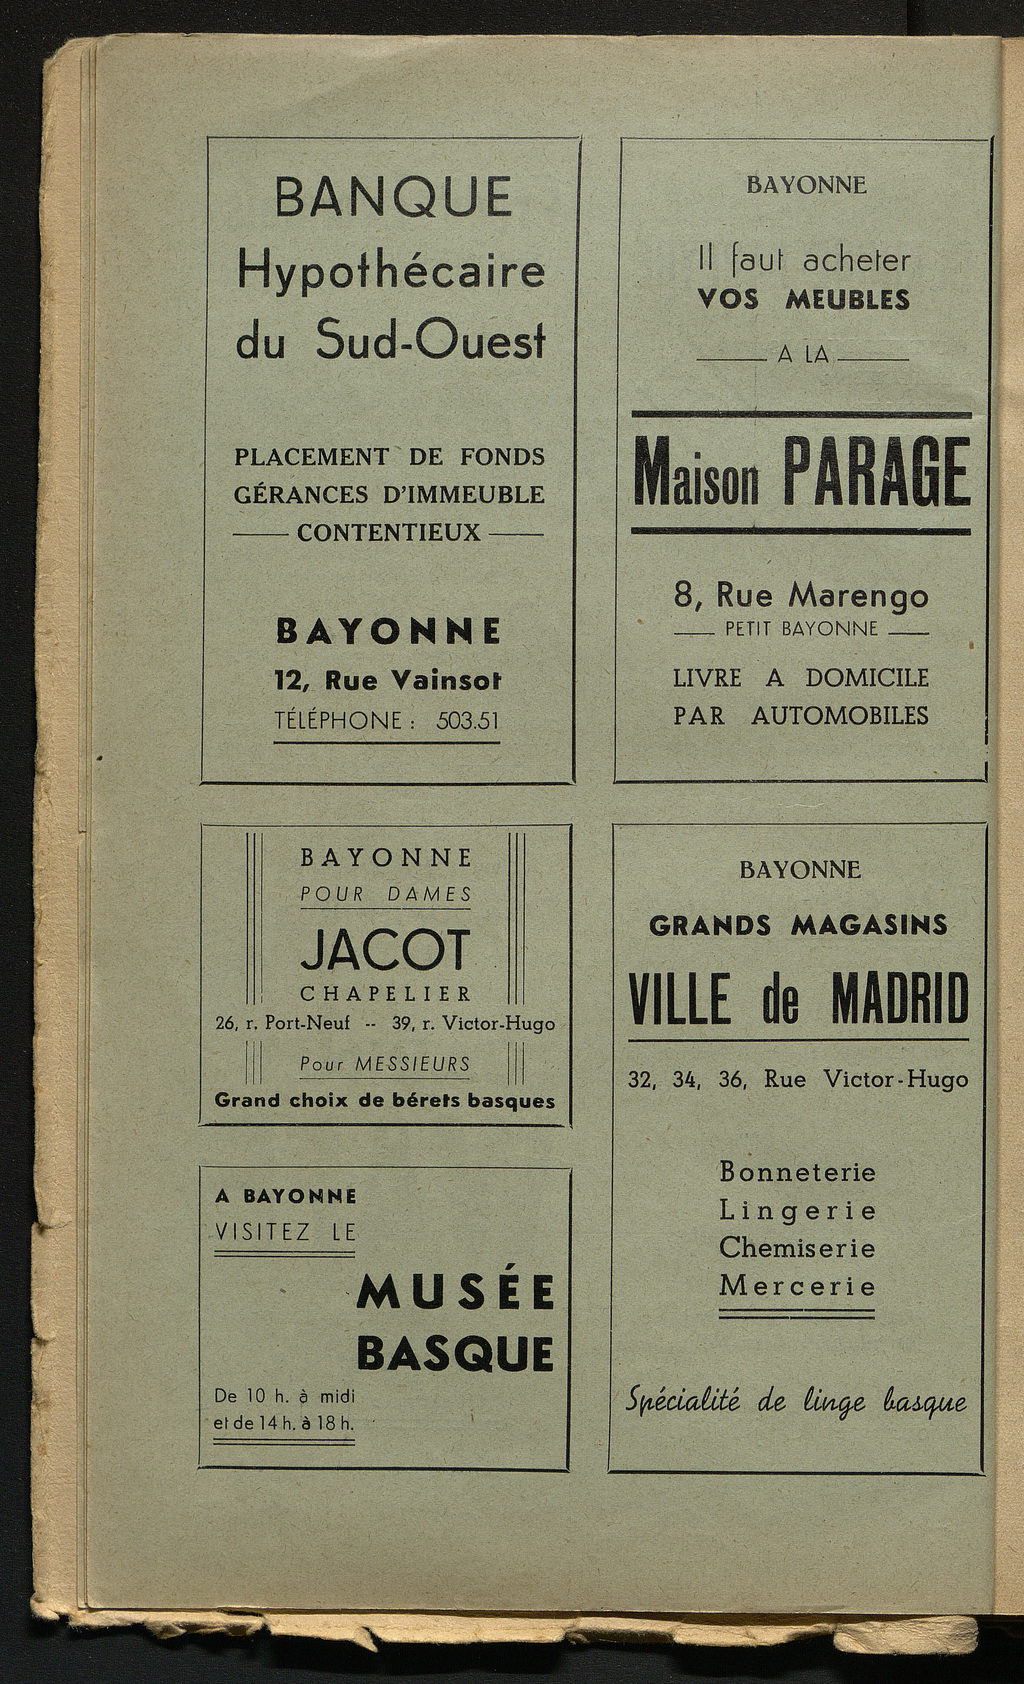 BANQUE
Hypothécaire
du Sud-Ouest
PLACEMENT DE FONDS
GÉRANCES D'IMMEUBLE
CONTENTIEUX
BAYONNE
12, Rue Vainsot
TÉLÉPHONE : 503.51
BAYONNE
Il faut acheter
VOS MEUBLES
A LA
Maison PARAGE
8, Rue Marengo
PETIT BAYONNE
LIVRE A DOMICILE
PAR AUTOMOBILES
BAYONNE
POUR DAMES
JACOT
CHAPELIER
26, r. Port-Neuf -- 39, r. Victor-Hugo
Pour MESSIEURS
Grand choix de bérets basques
A BAYONNE
VISITEZ LE
MUSÉE
BASQUE
De 10 h. à midi
et de 14 h. à 18 h.
BAYONNE
GRANDS MAGASINS
VILLE de MADRID
32, 34, 36, Rue Victor-Hugo
Bonneterie
Lingerie
Chemiserie
Mercerie
Spécialité de linge basque